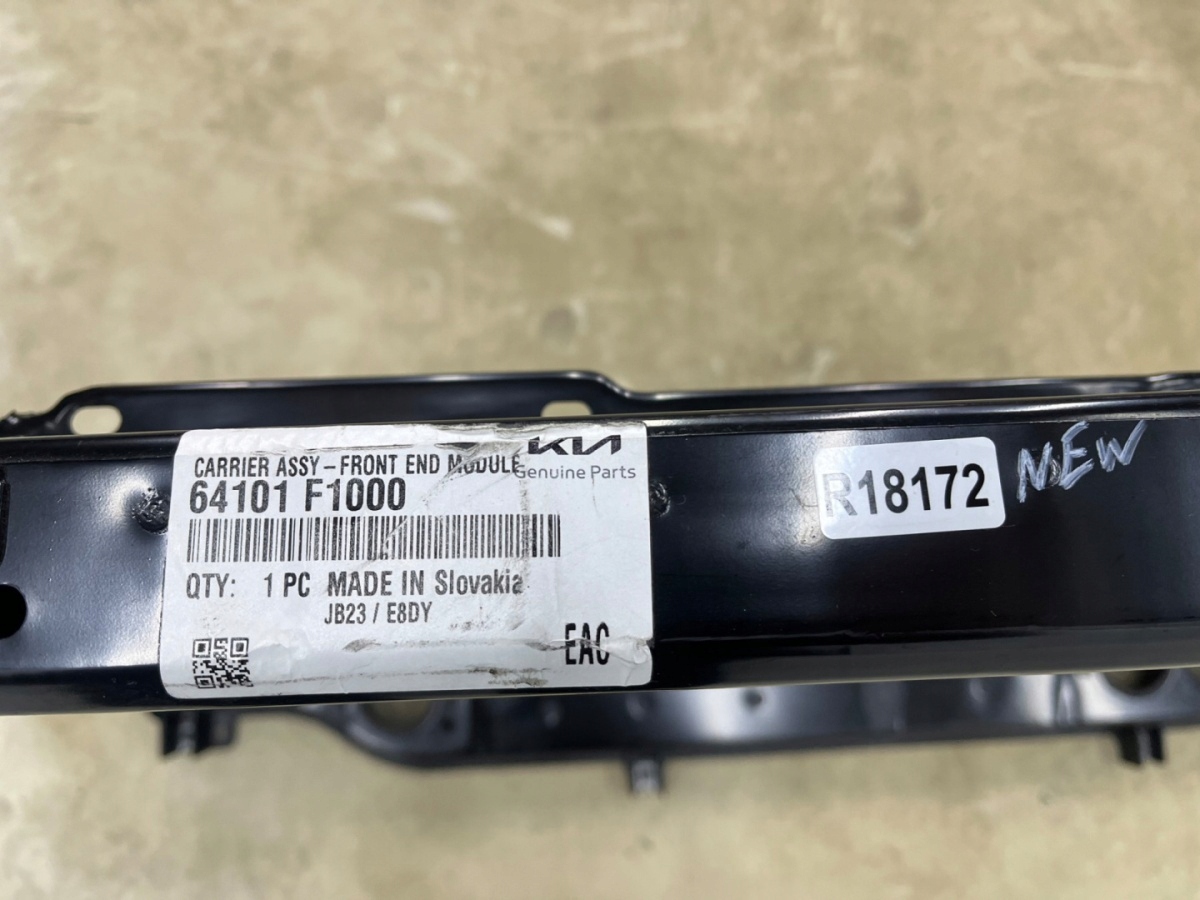 KIA
CARRIER ASSY-FRONT END MODULE
Genuine Parts
64101 F1000
QTY: 1 PC MADE IN Slovakia
JB23 / E8DY
EAC
R18172
NEW